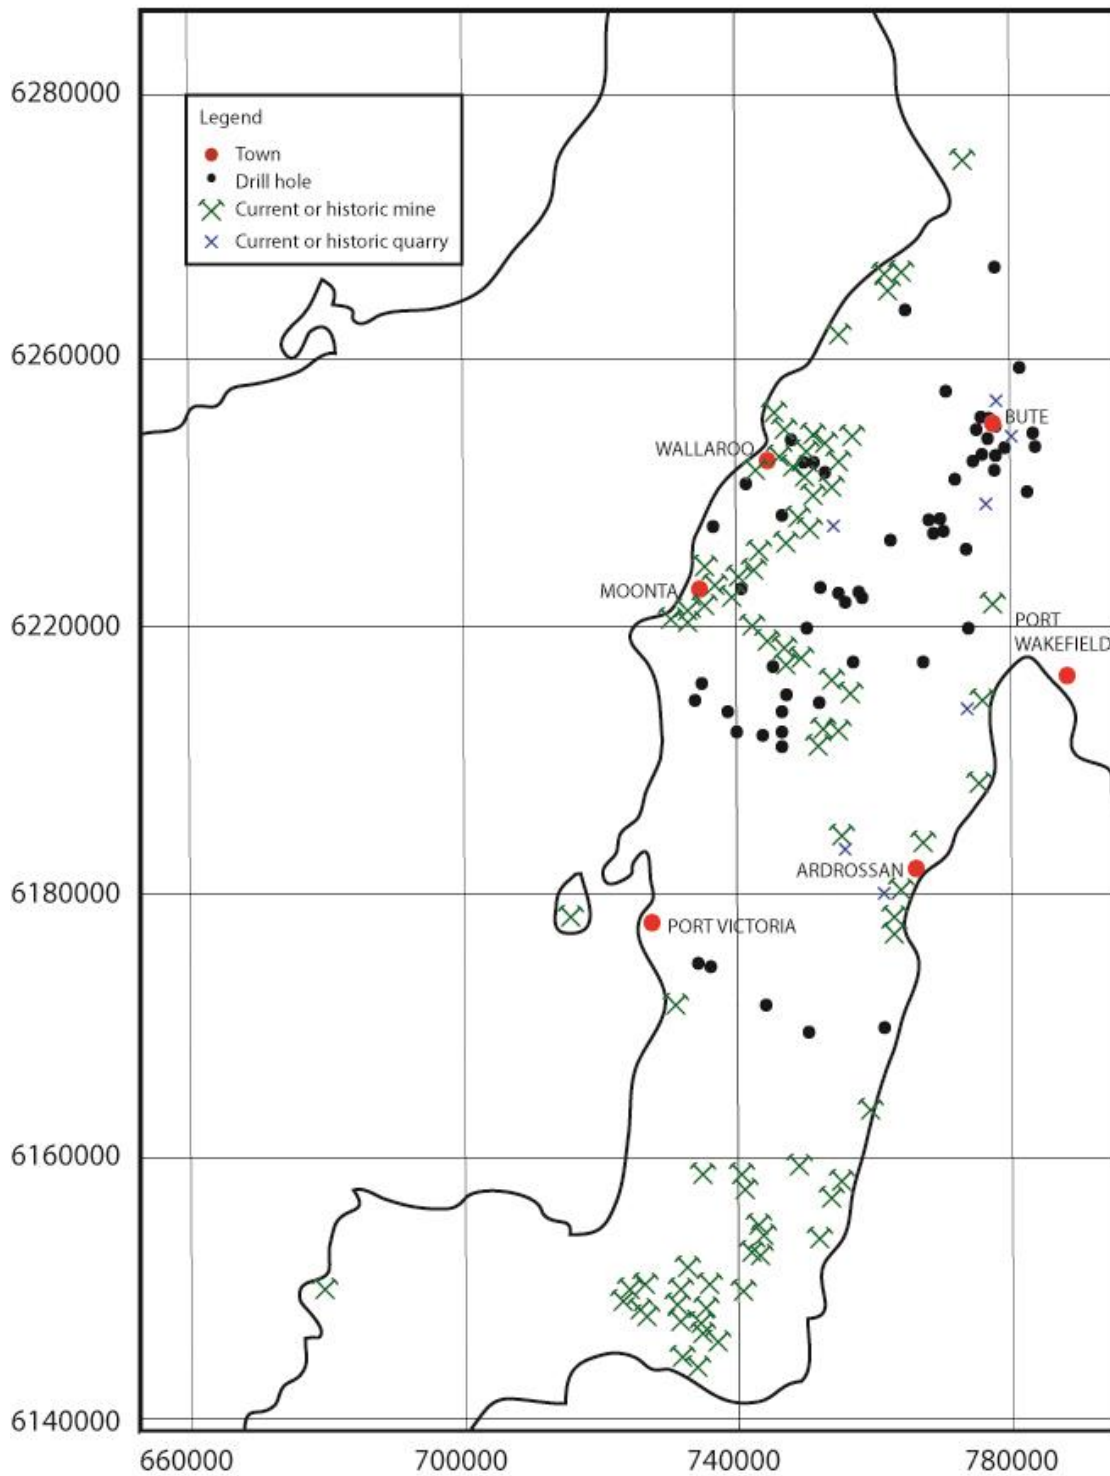 6280000
Legend
Town
Drill hole
Current or historic mine
Current or historic quarry
6260000
BUTE
WALLAROO
MOONTA
6220000
PORT
WAKEFIELD
ARDROSSAN
6180000
PORT VICTORIA
6160000
6140000
660000
700000
740000
780000